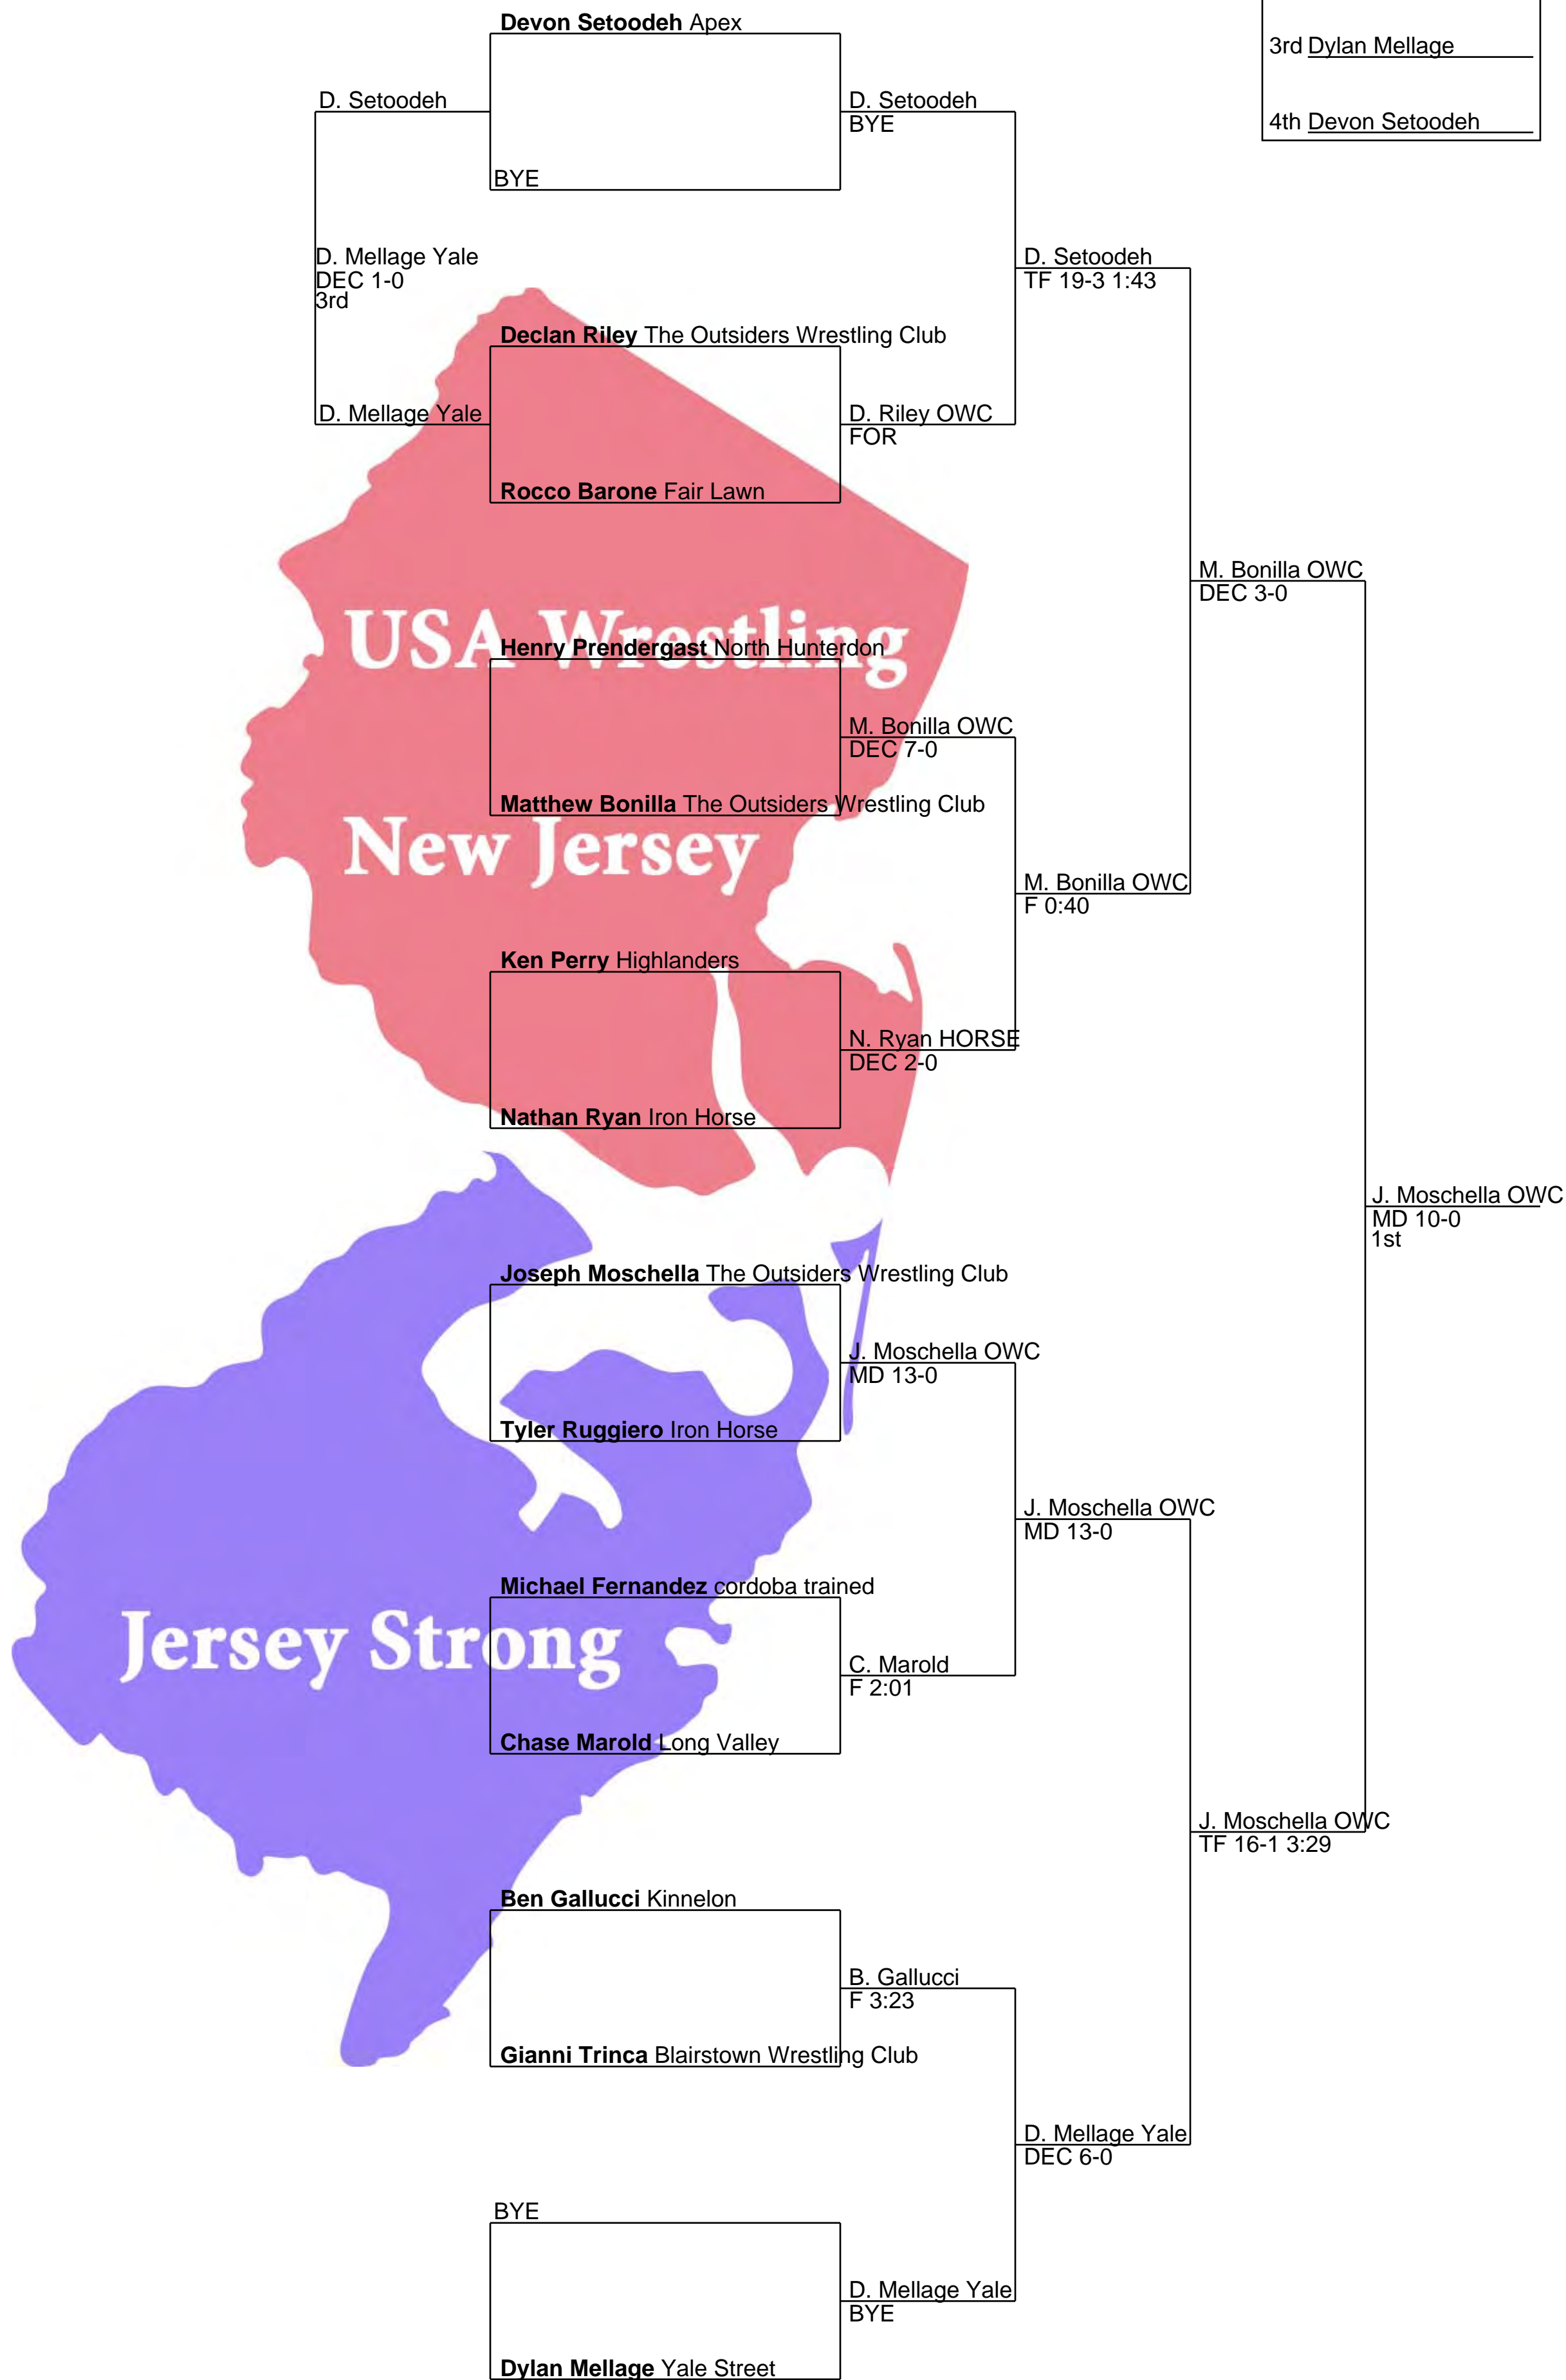 Devon Setoodeh Apex
3rd Dylan Mellage
D. Setoodeh
D. Setoodeh
BYE
4th Devon Setoodeh
BYE
D. Mellage Yale
DEC 1-0
3rd
D. Setoodeh
TF 19-3 1:43
Declan Riley The Outsiders Wrestling Club
D. Mellage Yale
D. Riley OWC
FOR
Rocco Barone Fair Lawn
M. Bonilla OWC
DEC 3-0
USA Wrestling
Henry Prendergast North Hunterdon
M. Bonilla OWC
DEC 7-0
Matthew Bonilla The Outsiders Wrestling Club
New Jersey
M. Bonilla OWC
F 0:40
Ken Perry Highlanders
N. Ryan HORSE
DEC 2-0
Nathan Ryan Iron Horse
J. Moschella OWC
MD 10-0
1st
Joseph Moschella The Outsiders Wrestling Club
J. Moschella OWC
MD 13-0
Tyler Ruggiero Iron Horse
J. Moschella OWC
MD 13-0
Michael Fernandez cordoba trained
Jersey Strong
C. Marold
F 2:01
Chase Marold Long Valley
J. Moschella OWC
TF 16-1 3:29
Ben Gallucci Kinnelon
B. Gallucci
F 3:23
Gianni Trinca Blairstown Wrestling Club
D. Mellage Yale
DEC 6-0
BYE
D. Mellage Yale
BYE
Dylan Mellage Yale Street